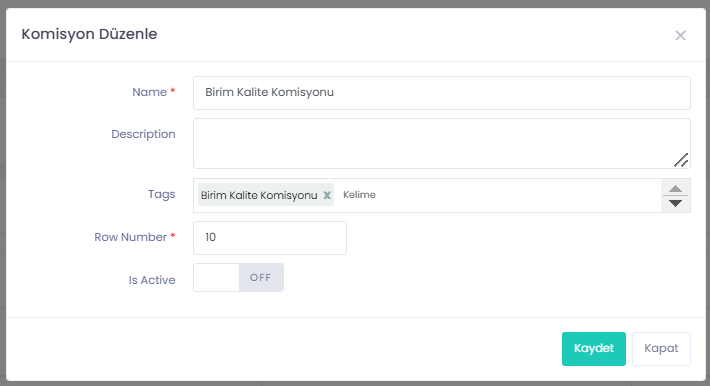 Komisyon Düzenle
×
Name *
Birim Kalite Komisyonu
Description
Tags
Birim Kalite Komisyonu x Kelime
Row Number *
10
Is Active
OFF
Kaydet Kapat